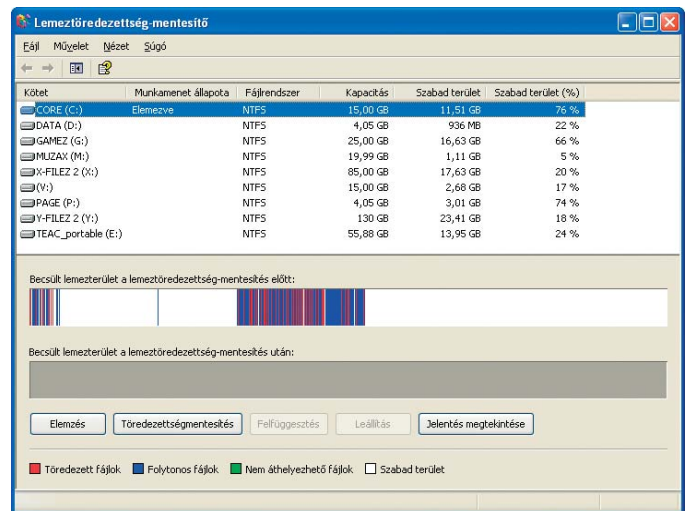 Lemeztöredezettség-mentesítő
Fájl Művelet Nézet Súgó
Kötet Munkamenet állapota Fájlrendszer Kapacitás Szabad terület Szabad terület (%)
CORE (C:) Elemezve NTFS 15,00 GB 11,51 GB 76 %
DATA (D:) NTFS 4,05 GB 936 MB 22 %
GAMEZ (G:) NTFS 25,00 GB 16,63 GB 66 %
MUZAX (M:) NTFS 19,99 GB 1,11 GB 5 %
X-FILEZ 2 (X:) NTFS 85,00 GB 17,63 GB 20 %
(V:) NTFS 15,00 GB 2,68 GB 17 %
PAGE (P:) NTFS 4,05 GB 3,01 GB 74 %
Y-FILEZ 2 (Y:) NTFS 130 GB 23,41 GB 18 %
TEAC_portable (E:) NTFS 55,88 GB 13,95 GB 24 %
Becsült lemezterület a lemeztöredezettség-mentesítés előtt:
Becsült lemezterület a lemeztöredezettség-mentesítés után:
Elemzés Töredezettségmentesítés Felfüggesztés Leállítás Jelentés megtekintése
Töredezett fájlok Folytonos fájlok Nem áthelyezhető fájlok Szabad terület